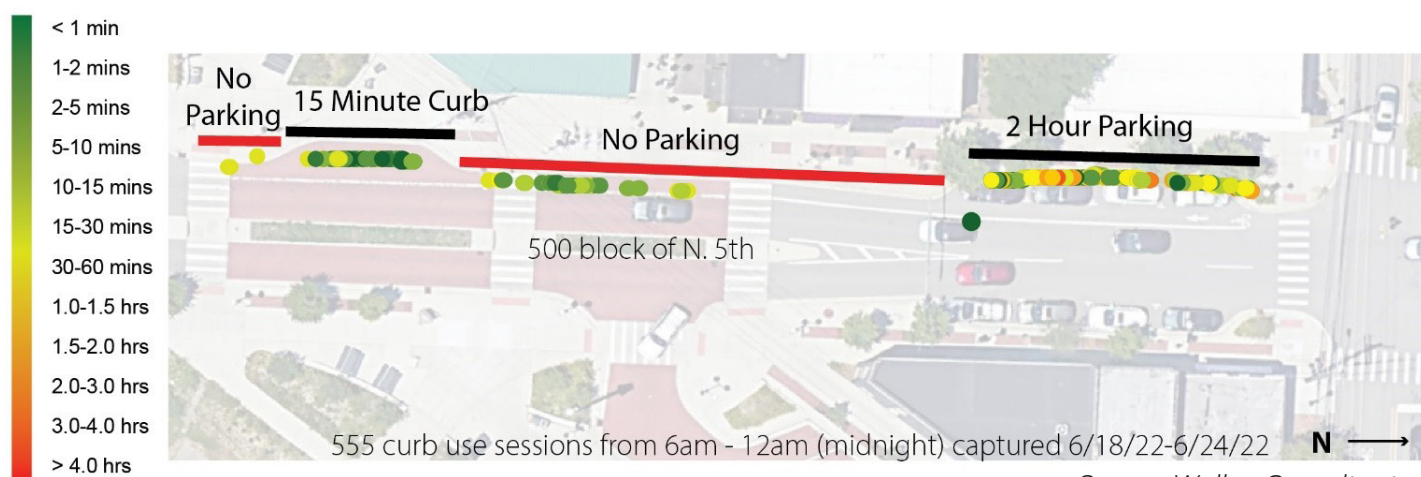 < 1 min
1-2 mins
2-5 mins
5-10 mins
10-15 mins
15-30 mins
30-60 mins
1.0-1.5 hrs
1.5-2.0 hrs
2.0-3.0 hrs
3.0-4.0 hrs
> 4.0 hrs
No
Parking
15 Minute Curb
No Parking
2 Hour Parking
500 block of N. 5th
555 curb use sessions from 6am - 12am (midnight) captured 6/18/22-6/24/22
N